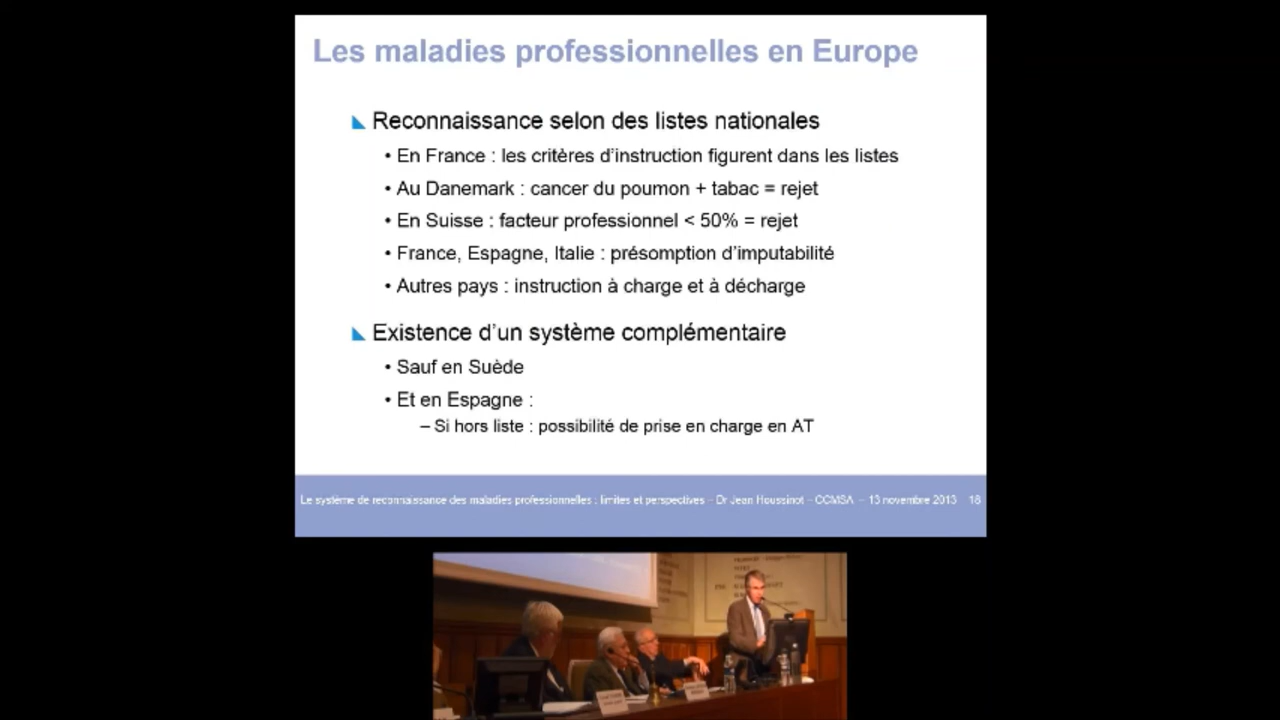 Les maladies professionnelles en Europe
Reconnaissance selon des listes nationales
• En France : les critères d'instruction figurent dans les listes
• Au Danemark : cancer du poumon + tabac = rejet
• En Suisse : facteur professionnel < 50% = rejet
• France, Espagne, Italie : présomption d'imputabilité
• Autres pays : instruction à charge et à décharge
Existence d'un système complémentaire
• Sauf en Suède
• Et en Espagne :
– Si hors liste : possibilité de prise en charge en AT
Le système de reconnaissance des maladies professionnelles : limites et perspectives – Dr Jean Houssinot – CCMSA – 13 novembre 2013 18